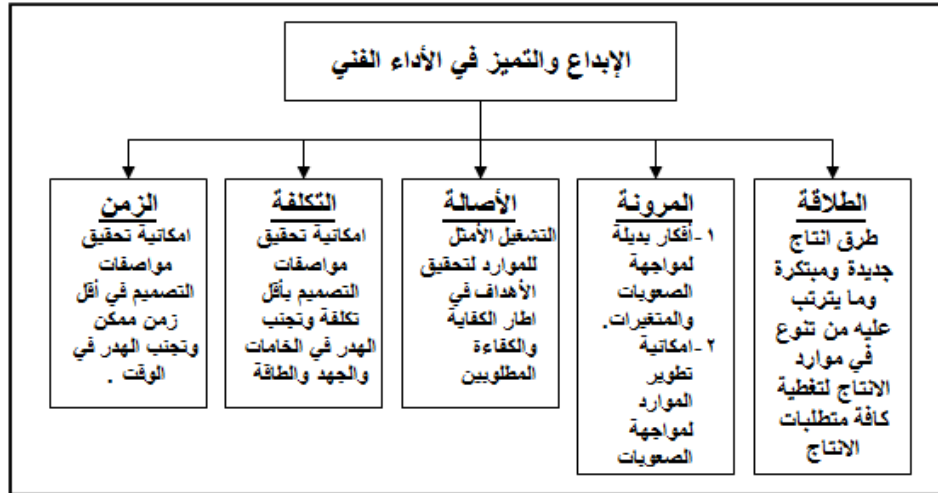 الإبداع والتميز في الأداء الفني
الطلاقة
طرق انتاج
جديدة ومبتكرة
وما يترتب
عليه من تنوع
في موارد
الانتاج لتغطية
كافة متطلبات
الانتاج
المرونة
١-أفكار بديلة
لمواجهة
الصعوبات
والمتغيرات.
٢-امكانية
تطوير
الموارد
لمواجهة
الصعوبات
الأصالة
التشغيل الأمثل
للموارد لتحقيق
الأهداف في
اطار الكفاية
والكفاءة
المطلوبين
التكلفة
امكانية تحقيق
مواصفات
التصميم بأقل
تكلفة وتجنب
الهدر في الخامات
والجهد والطاقة
الزمن
امكانية تحقيق
مواصفات
التصميم في أقل
زمن ممكن
وتجنب الهدر في
الوقت .